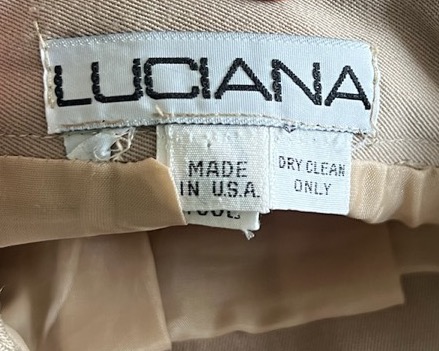 LUCIANA
MADE
IN U.S.A.
DRY CLEAN
ONLY